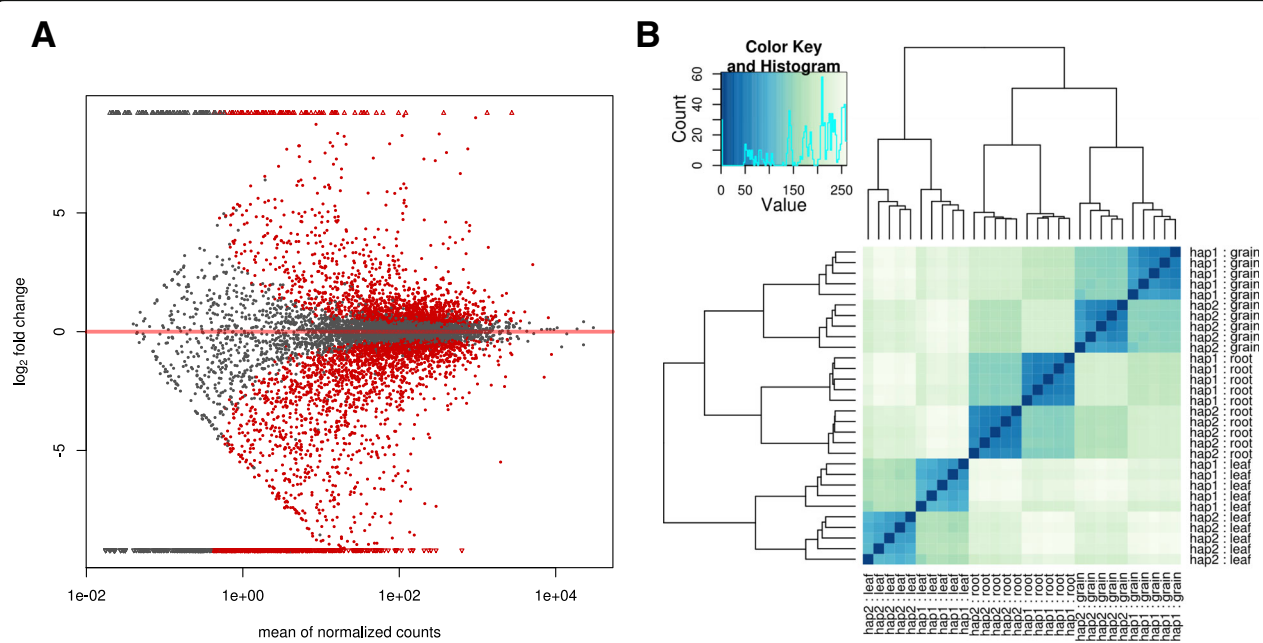 A
5
0
-5
log2 fold change
1e-02 1e+00 1e+02 1e+04
mean of normalized counts
B
Color Key
and Histogram
Count
0 20 40 60
0 50 150 250
Value
hap1 : grain
hap1 : grain
hap1 : grain
hap1 : grain
hap1 : grain
hap2 : grain
hap2 : grain
hap2 : grain
hap2 : grain
hap2 : grain
hap1 : root
hap1 : root
hap1 : root
hap1 : root
hap1 : root
hap2 : root
hap2 : root
hap2 : root
hap2 : root
hap2 : root
hap1 : leaf
hap1 : leaf
hap1 : leaf
hap1 : leaf
hap1 : leaf
hap2 : leaf
hap2 : leaf
hap2 : leaf
hap2 : leaf
hap2 : leaf
hap2 : leaf
hap2 : leaf
hap2 : leaf
hap2 : leaf
hap2 : leaf
hap1 : leaf
hap1 : leaf
hap1 : leaf
hap1 : leaf
hap1 : leaf
hap2 : root
hap2 : root
hap2 : root
hap2 : root
hap2 : root
hap1 : root
hap1 : root
hap1 : root
hap1 : root
hap1 : root
hap2 : grain
hap2 : grain
hap2 : grain
hap2 : grain
hap2 : grain
hap1 : grain
hap1 : grain
hap1 : grain
hap1 : grain
hap1 : grain